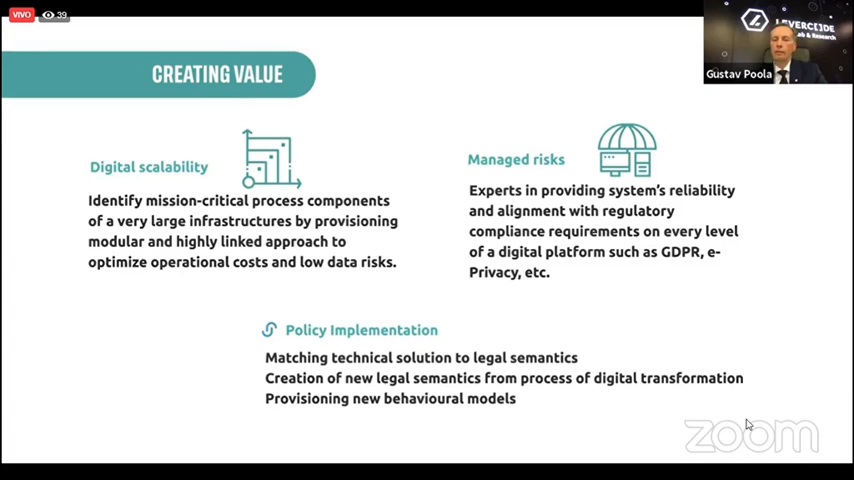 VIVO 39
LEVERC[]DE
Lab & Research
Gustav Poola
CREATING VALUE
Digital scalability
Identify mission-critical process components
of a very large infrastructures by provisioning
modular and highly linked approach to
optimize operational costs and low data risks.
Managed risks
Experts in providing system's reliability
and alignment with regulatory
compliance requirements on every level
of a digital platform such as GDPR, e-
Privacy, etc.
Policy Implementation
Matching technical solution to legal semantics
Creation of new legal semantics from process of digital transformation
Provisioning new behavioural models
zoom